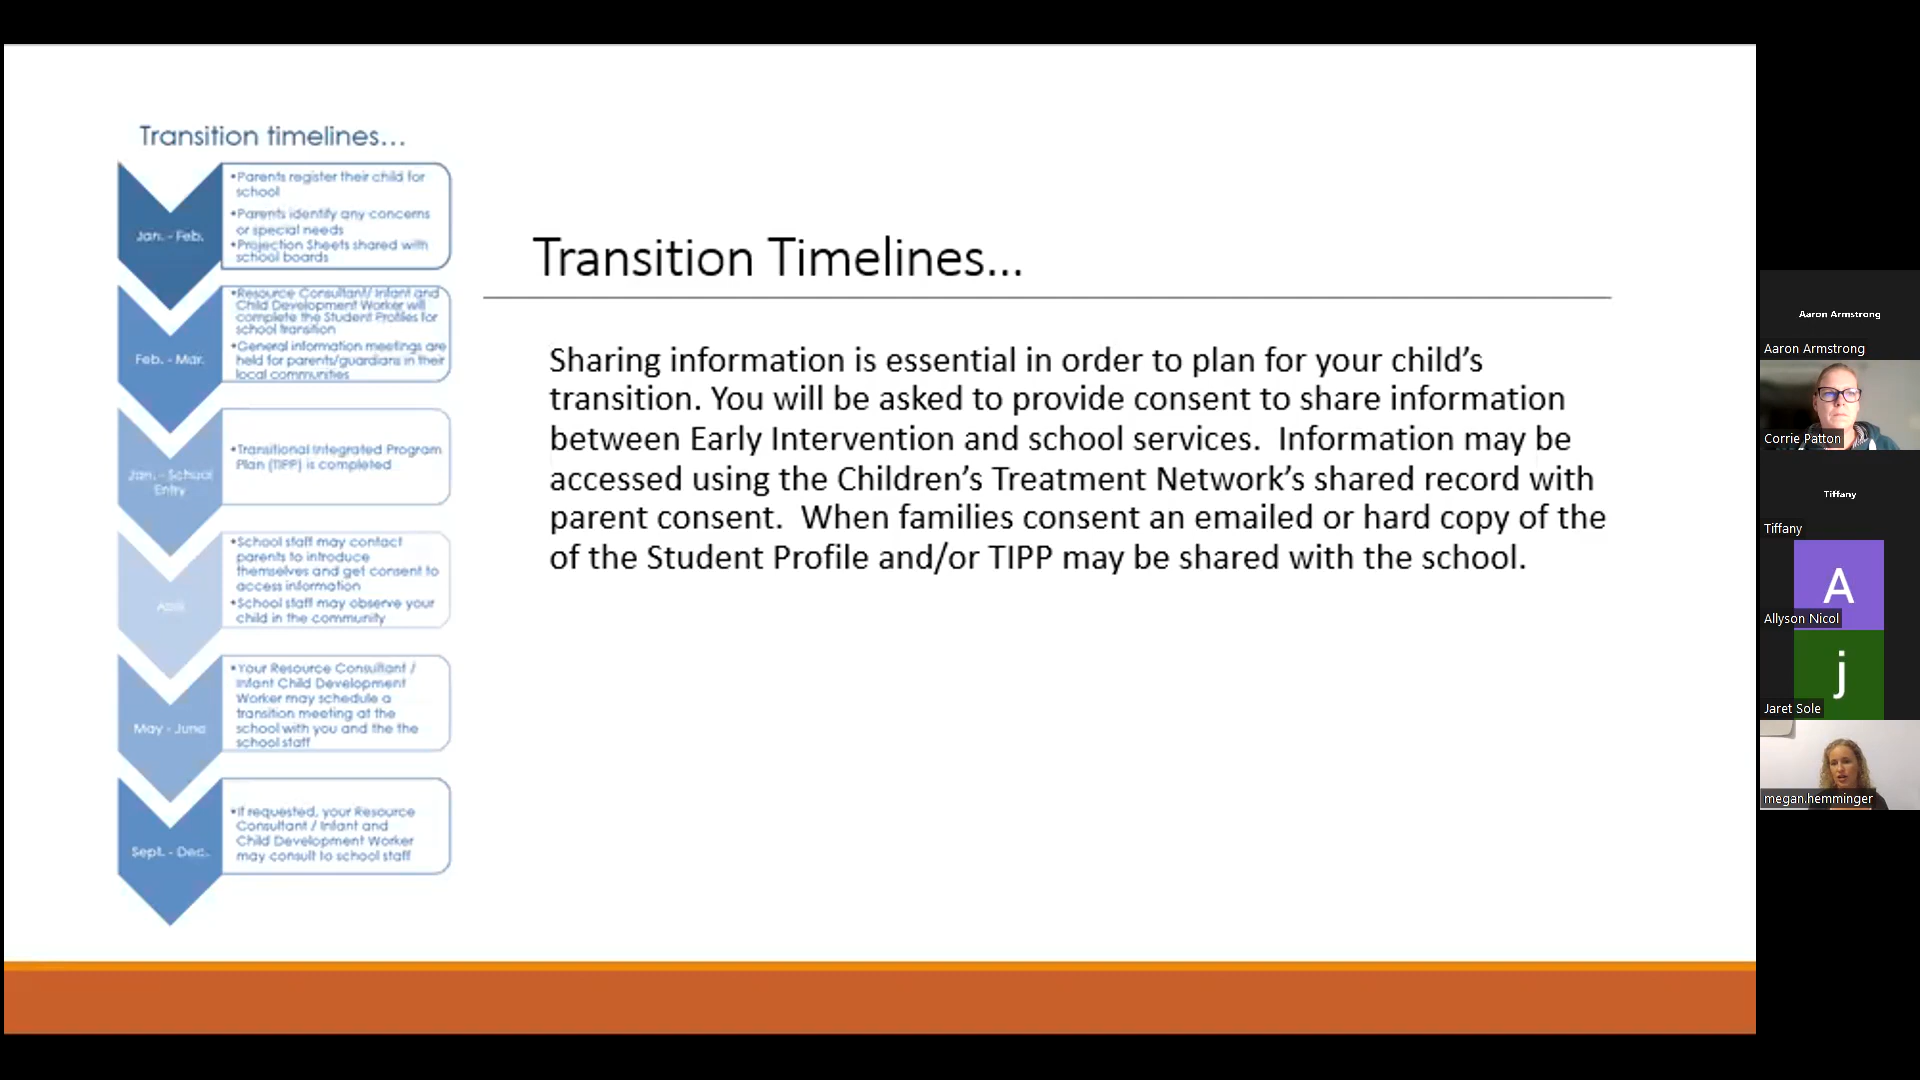 Transition timelines...
Jan. - Feb.
•Parents register their child for
school
•Parents identify any concerns
or special needs
•Projection Sheets shared with
school boards
Feb. - Mar.
•Resource Consultant/ Infant and
Child Development Worker will
complete the Student Profiles for
school transition
•General information meetings are
held for parents/guardians in their
local communities
Jan. - School
Entry
•Transitional Integrated Program
Plan (TIPP) is completed
April
•School staff may contact
parents to introduce
themselves and get consent to
access information
•School staff may observe your
child in the community
May - June
•Your Resource Consultant /
Infant Child Development
Worker may schedule a
transition meeting at the
school with you and the the
school staff
Sept. - Dec.
•If requested, your Resource
Consultant / Infant and
Child Development Worker
may consult to school staff
Transition Timelines...
Sharing information is essential in order to plan for your child's
transition. You will be asked to provide consent to share information
between Early Intervention and school services.  Information may be
accessed using the Children's Treatment Network's shared record with
parent consent.  When families consent an emailed or hard copy of the
of the Student Profile and/or TIPP may be shared with the school.
Aaron Armstrong
Aaron Armstrong
Corrie Patton
Tiffany
Tiffany
A
Allyson Nicol
j
Jaret Sole
megan.hemminger